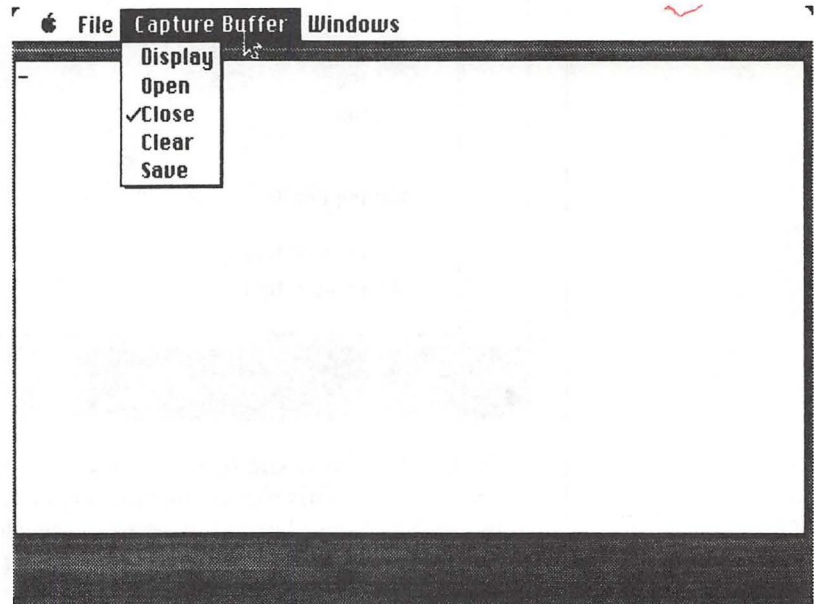 File Capture Buffer Windows
Display
Open
✓Close
Clear
Save